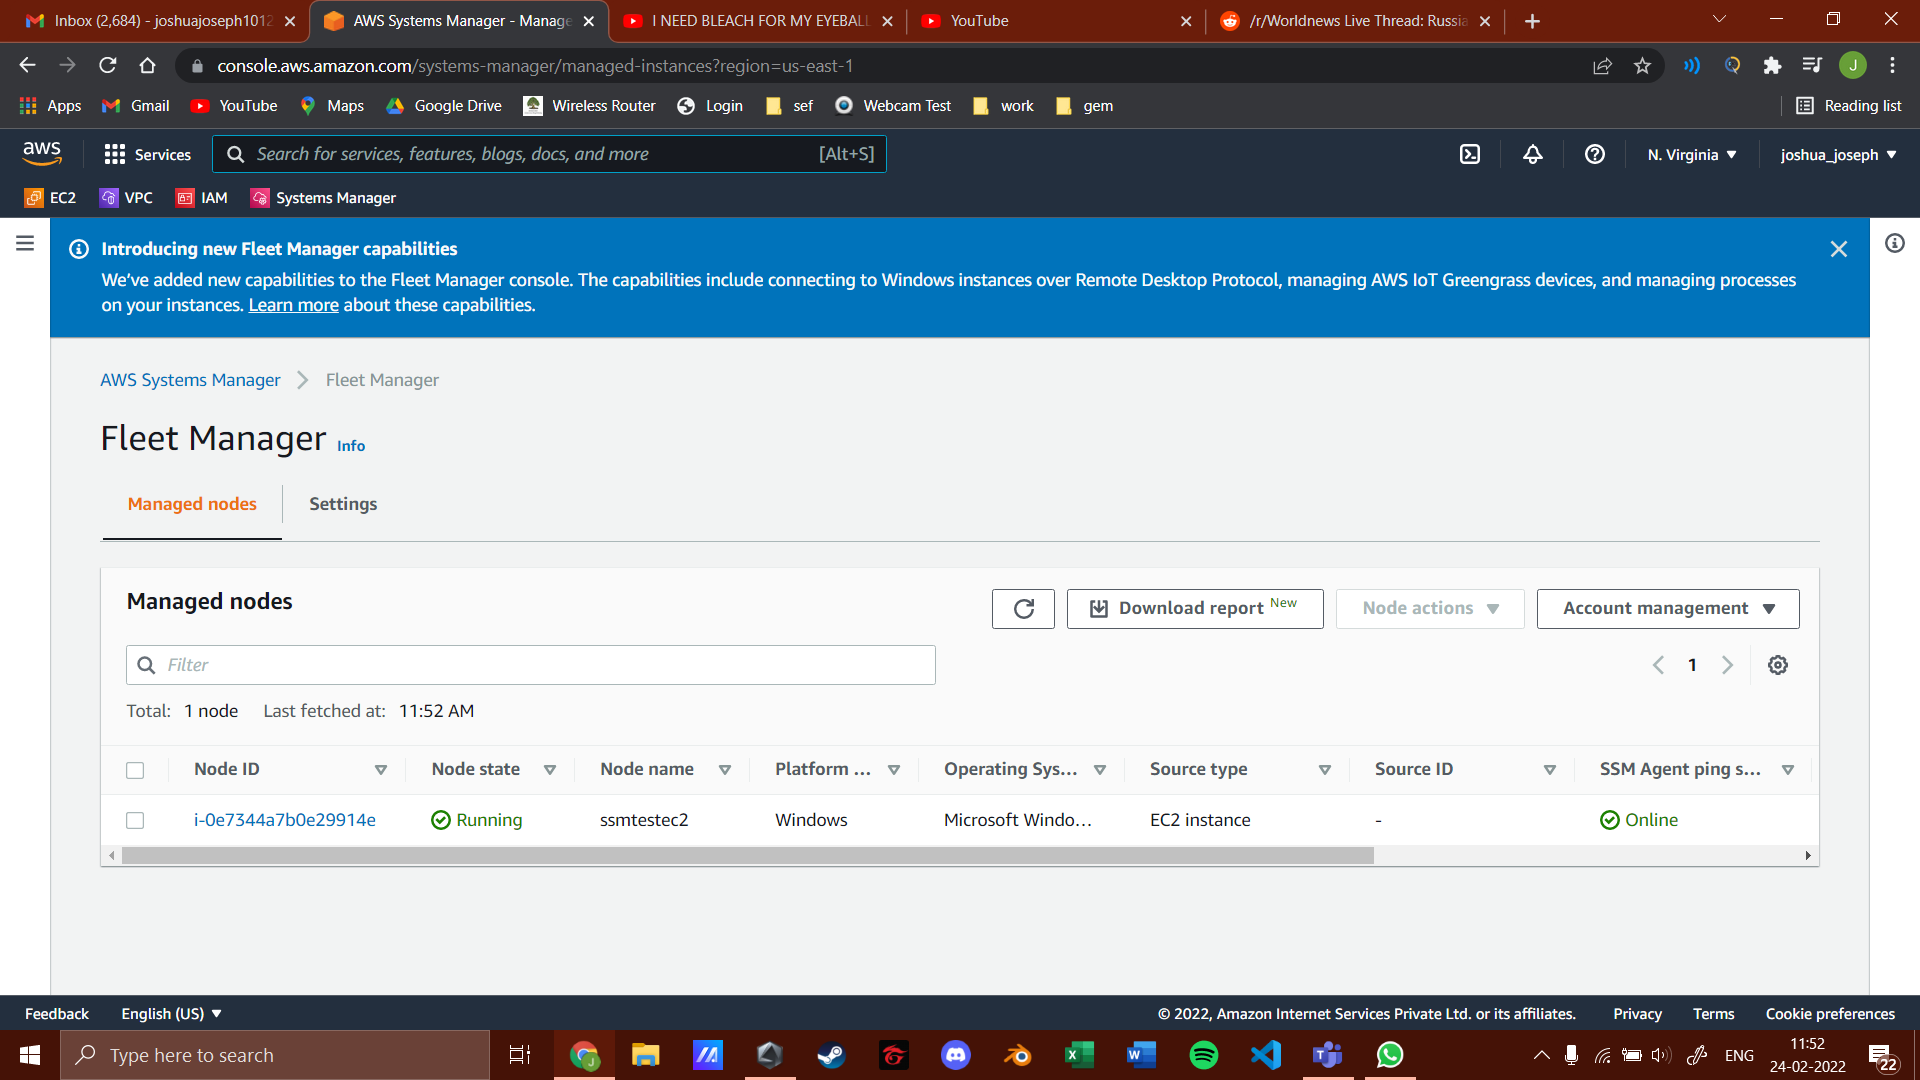 Inbox (2,684) - joshuajoseph1012
AWS Systems Manager - Manage
I NEED BLEACH FOR MY EYEBALL
YouTube
/r/Worldnews Live Thread: Russia
console.aws.amazon.com/systems-manager/managed-instances?region=us-east-1
J
Apps
Gmail
YouTube
Maps
Google Drive
Wireless Router
Login
sef
Webcam Test
work
gem
Reading list
aws
Services
Search for services, features, blogs, docs, and more
[Alt+S]
N. Virginia
joshua_joseph
EC2
VPC
IAM
Systems Manager
Introducing new Fleet Manager capabilities
We've added new capabilities to the Fleet Manager console. The capabilities include connecting to Windows instances over Remote Desktop Protocol, managing AWS IoT Greengrass devices, and managing processes
on your instances. Learn more about these capabilities.
AWS Systems Manager
Fleet Manager
Fleet Manager Info
Managed nodes
Settings
Managed nodes
Download report New
Node actions
Account management
Filter
1
Total: 1 node Last fetched at: 11:52 AM
Node ID
Node state
Node name
Platform ...
Operating Sys...
Source type
Source ID
SSM Agent ping s...
i-0e7344a7b0e29914e
Running
ssmtestec2
Windows
Microsoft Windo...
EC2 instance
-
Online
Feedback
English (US)
© 2022, Amazon Internet Services Private Ltd. or its affiliates.
Privacy
Terms
Cookie preferences
Type here to search
ENG
11:52
24-02-2022
22